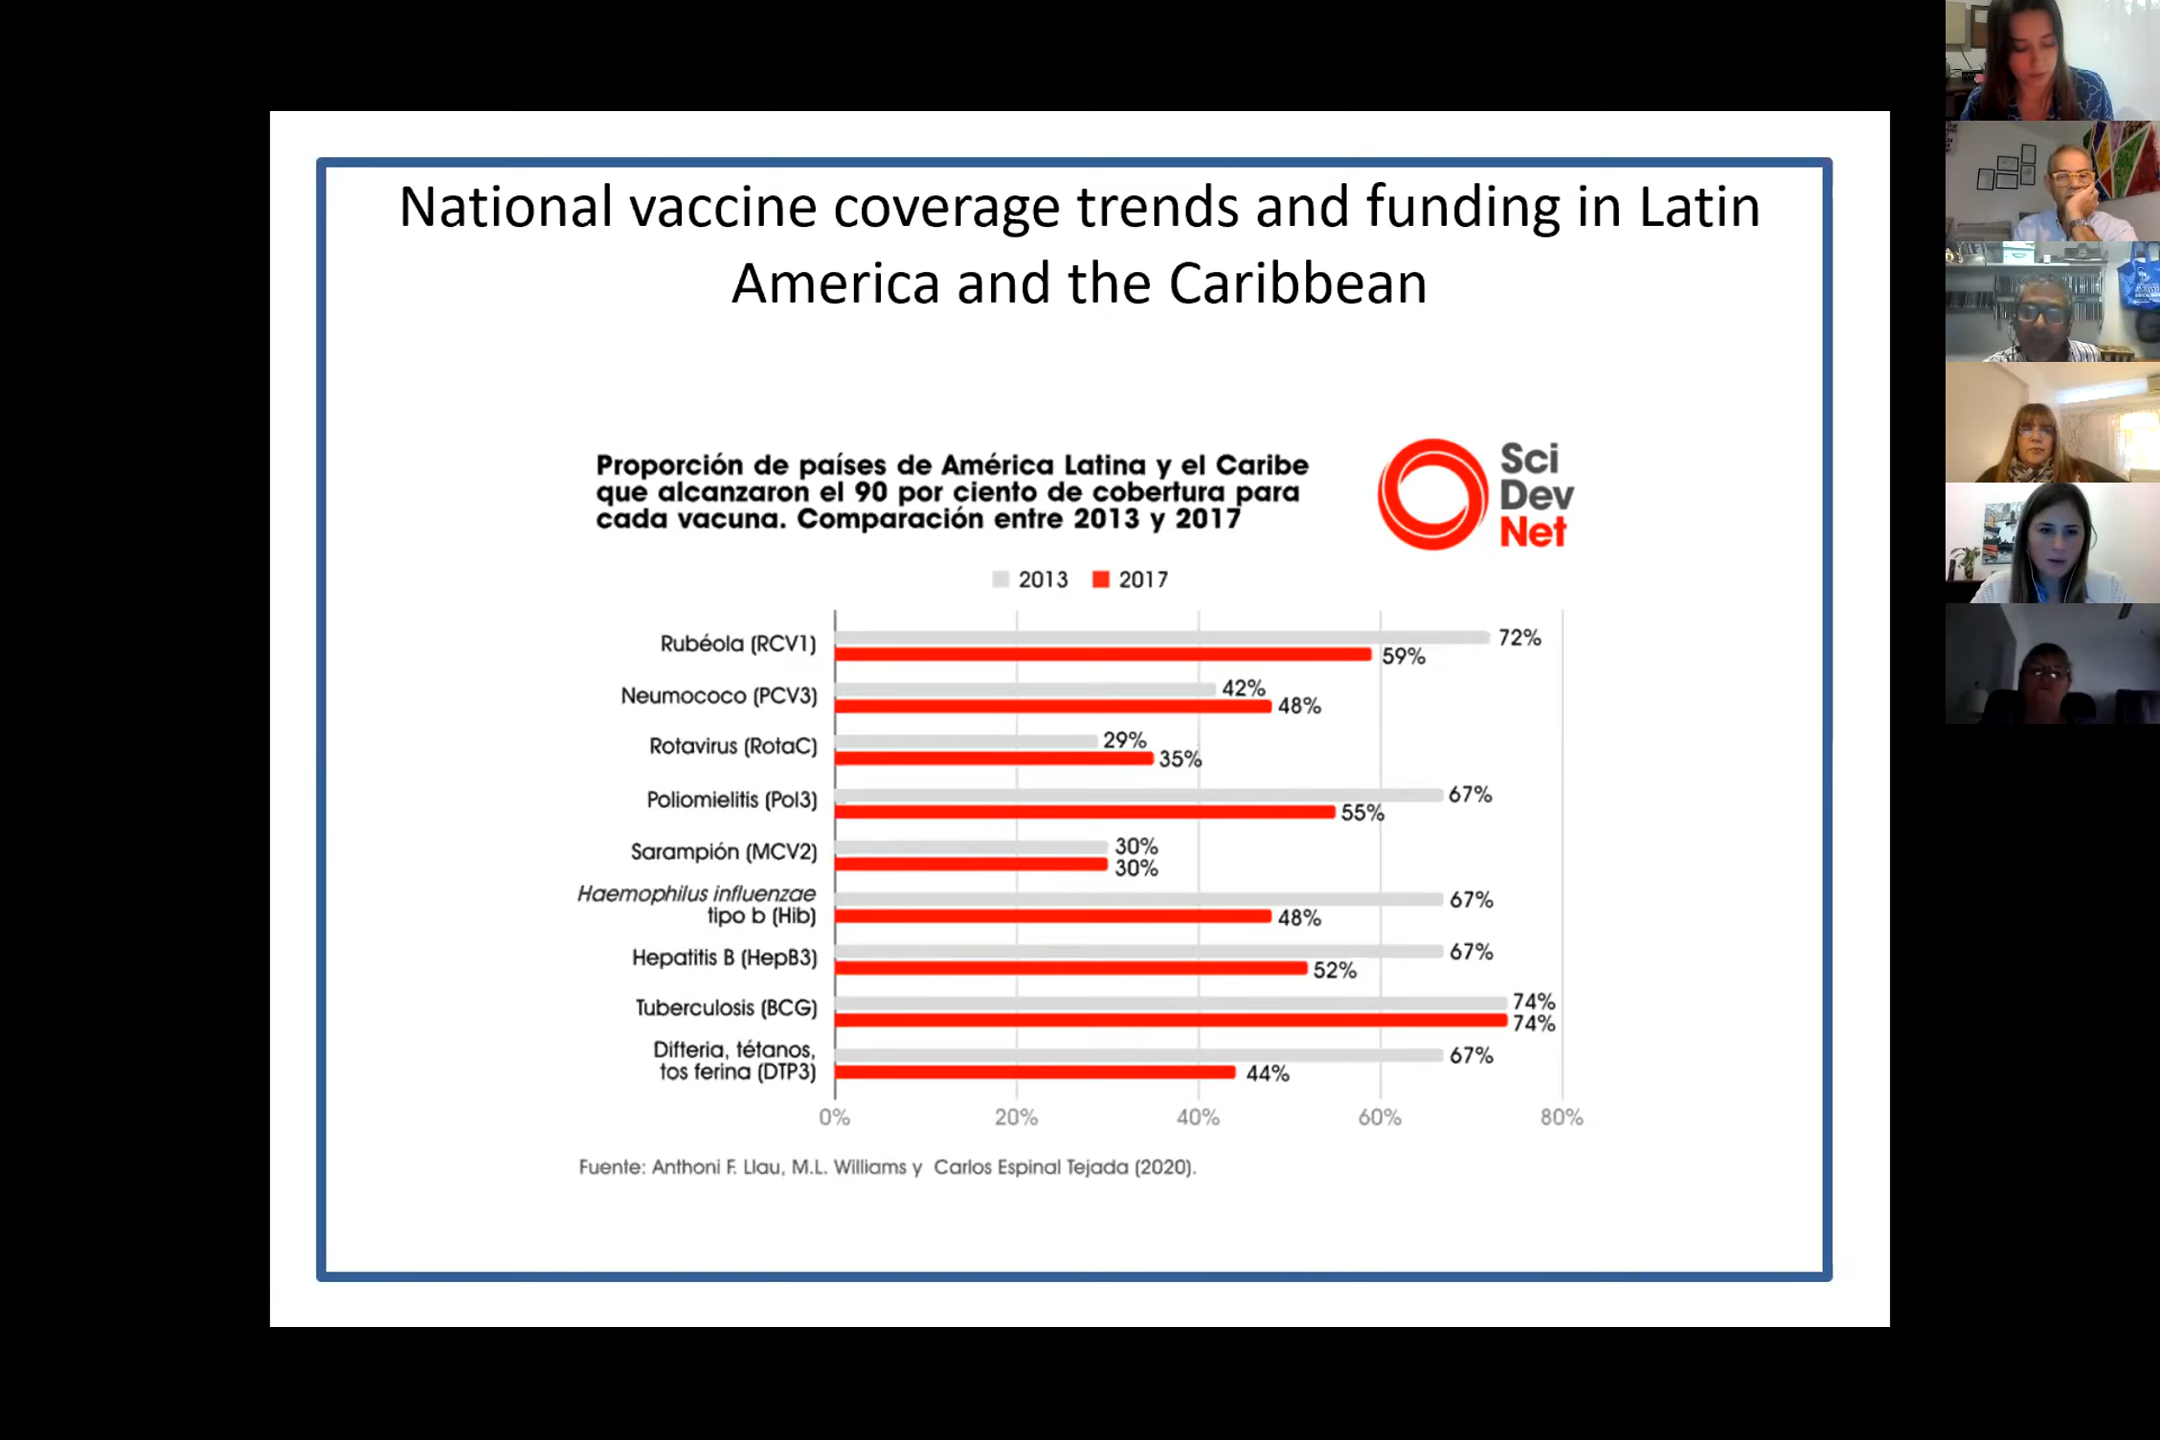 National vaccine coverage trends and funding in Latin
America and the Caribbean
Proporción de países de América Latina y el Caribe
que alcanzaron el 90 por ciento de cobertura para
cada vacuna. Comparación entre 2013 y 2017
Sci
Dev
Net
2013 2017
Rubéola (RCV1) 72%
59%
Neumococo (PCV3) 42%
48%
Rotavirus (RotaC) 29%
35%
Poliomielitis (Pol3) 67%
55%
Sarampión (MCV2) 30%
30%
Haemophilus influenzae
tipo b (Hib) 67%
48%
Hepatitis B (HepB3) 67%
52%
Tuberculosis (BCG) 74%
74%
Difteria, tétanos,
tos ferina (DTP3) 67%
44%
0% 20% 40% 60% 80%
Fuente: Anthoni F. Llau, M.L. Williams y Carlos Espinal Tejada (2020).